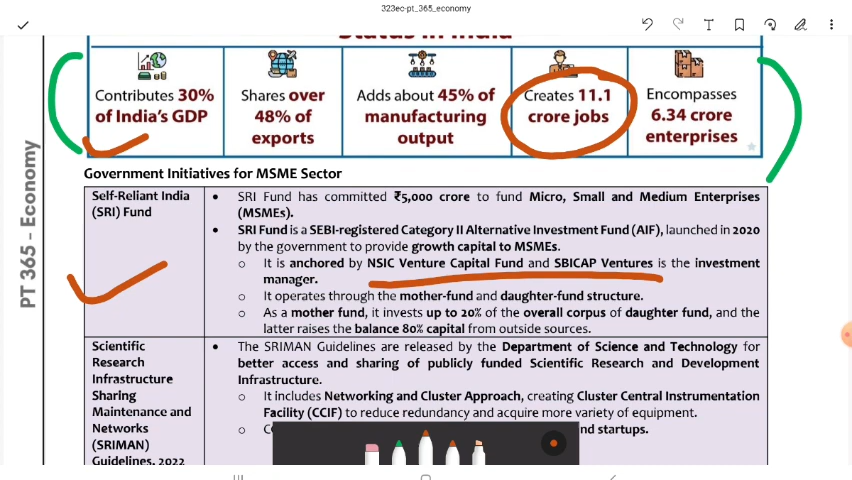 323ec-pt_365_economy
Status in India
Contributes 30%
of India's GDP
Shares over
48% of
exports
Adds about 45% of
manufacturing
output
Creates 11.1
crore jobs
Encompasses
6.34 crore
enterprises
PT 365 - Economy
Government Initiatives for MSME Sector
Self-Reliant India
(SRI) Fund
• SRI Fund has committed ₹5,000 crore to fund Micro, Small and Medium Enterprises
(MSMEs).
• SRI Fund is a SEBI-registered Category II Alternative Investment Fund (AIF), launched in 2020
by the government to provide growth capital to MSMEs.
o It is anchored by NSIC Venture Capital Fund and SBICAP Ventures is the investment
manager.
o It operates through the mother-fund and daughter-fund structure.
o As a mother fund, it invests up to 20% of the overall corpus of daughter fund, and the
latter raises the balance 80% capital from outside sources.
Scientific
Research
Infrastructure
Sharing
Maintenance and
Networks
(SRIMAN)
Guidelines, 2022
• The SRIMAN Guidelines are released by the Department of Science and Technology for
better access and sharing of publicly funded Scientific Research and Development
Infrastructure.
o It includes Networking and Cluster Approach, creating Cluster Central Instrumentation
Facility (CCIF) to reduce redundancy and acquire more variety of equipment.
o nd startups.